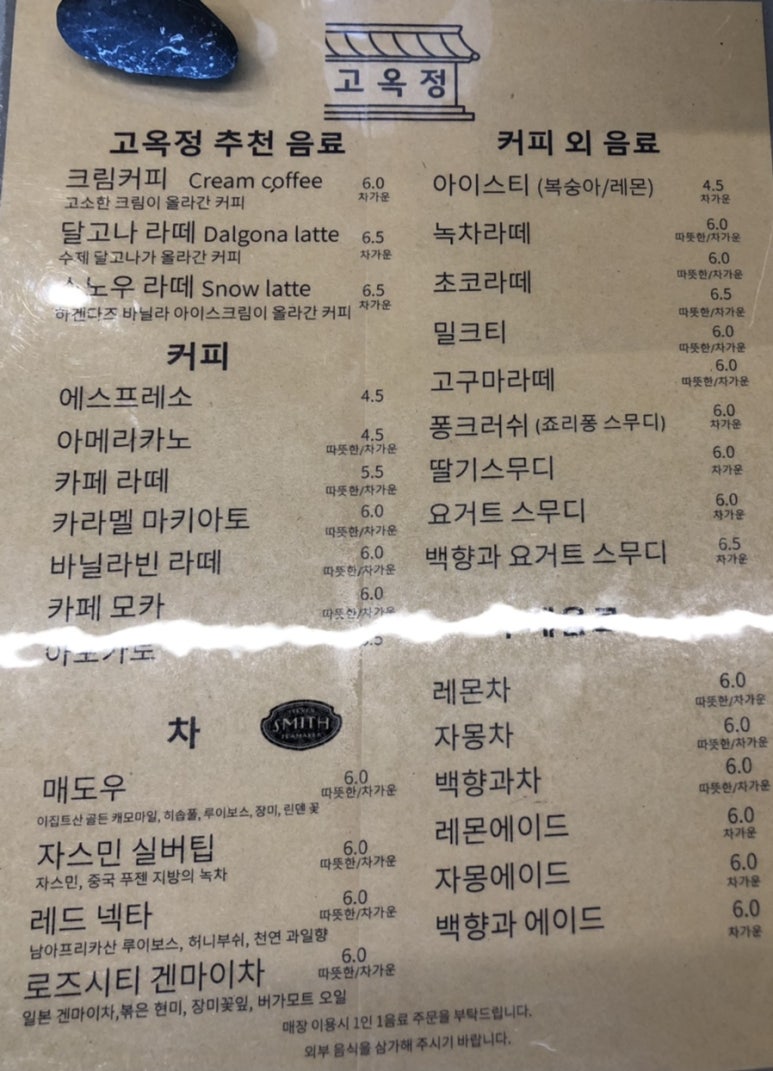 고옥정
고옥정 추천 음료
크림커피 Cream coffee 6.0
고소한 크림이 올라간 커피 차가운
달고나 라떼 Dalgona latte 6.5
수제 달고나가 올라간 커피 차가운
스노우 라떼 Snow latte 6.5
하겐다즈 바닐라 아이스크림이 올라간 커피 차가운
커피
에스프레소 4.5
아메리카노 4.5
따뜻한/차가운
카페 라떼 5.5
따뜻한/차가운
카라멜 마키아토 6.0
따뜻한/차가운
바닐라빈 라떼 6.0
따뜻한/차가운
카페 모카 6.0
따뜻한/차가운
차
SMITH
매도우 6.0
따뜻한/차가운
이집트산 골든 캐모마일, 히솝풀, 루이보스, 장미, 린덴 꽃
자스민 실버팁 6.0
따뜻한/차가운
자스민, 중국 푸젠 지방의 녹차
레드 넥타 6.0
따뜻한/차가운
남아프리카산 루이보스, 허니부쉬, 천연 과일향
로즈시티 겐마이차 6.0
따뜻한/차가운
일본 겐마이차,볶은 현미, 장미꽃잎, 버가모트 오일
커피 외 음료
아이스티 (복숭아/레몬) 4.5
차가운
녹차라떼 6.0
따뜻한/차가운
초코라떼 6.0
따뜻한/차가운
6.5
따뜻한/차가운
밀크티 6.0
따뜻한/차가운
고구마라떼 6.0
따뜻한/차가운
퐁크러쉬 (죠리퐁 스무디) 6.0
차가운
딸기스무디 6.0
차가운
요거트 스무디 6.0
차가운
백향과 요거트 스무디 6.5
차가운
레몬차 6.0
따뜻한/차가운
자몽차 6.0
따뜻한/차가운
백향과차 6.0
따뜻한/차가운
레몬에이드 6.0
차가운
자몽에이드 6.0
차가운
백향과 에이드 6.0
차가운
매장 이용시 1인 1음료 주문을 부탁드립니다.
외부 음식을 삼가해 주시기 바랍니다.